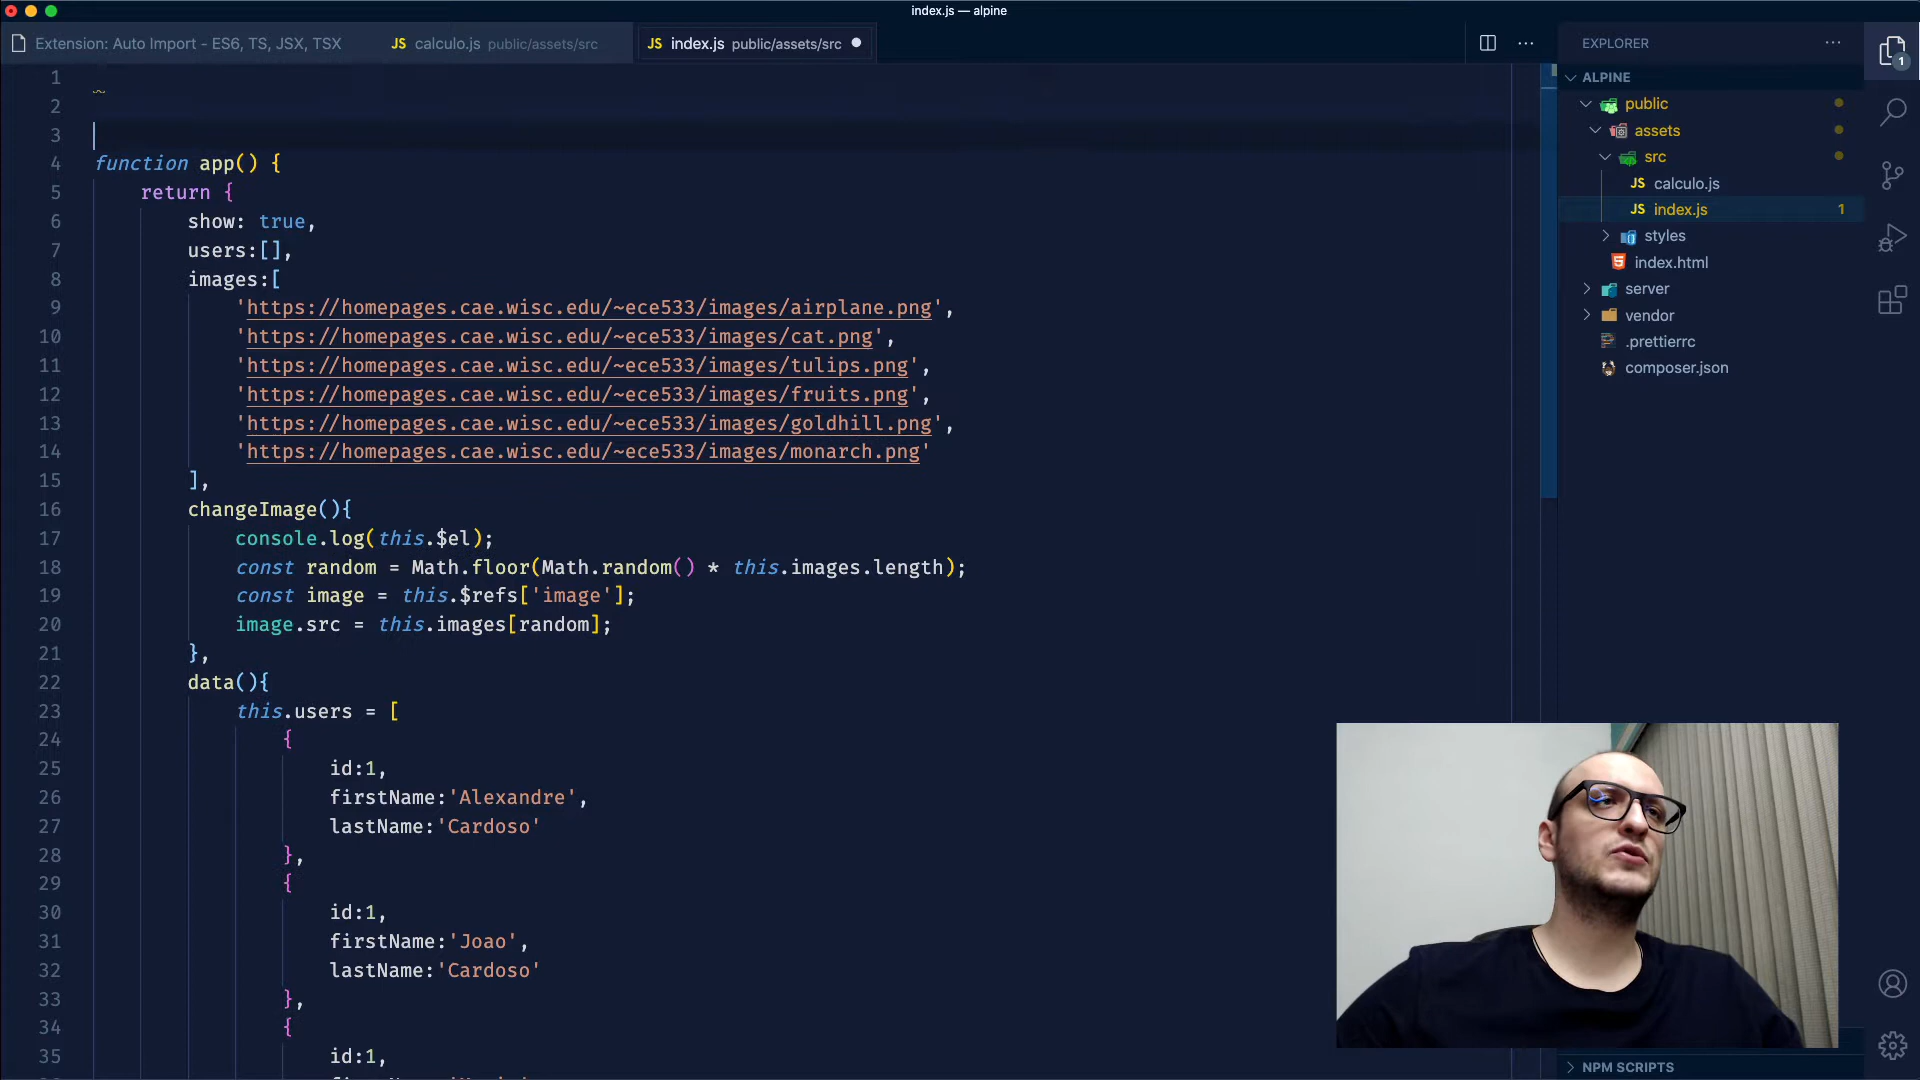 index.js — alpine
Extension: Auto Import - ES6, TS, JSX, TSX
JS calculo.js public/assets/src
JS index.js public/assets/src
1
2
3
4 function app() {
5 return {
6 show: true,
7 users:[],
8 images:[
9 'https://homepages.cae.wisc.edu/~ece533/images/airplane.png',
10 'https://homepages.cae.wisc.edu/~ece533/images/cat.png',
11 'https://homepages.cae.wisc.edu/~ece533/images/tulips.png',
12 'https://homepages.cae.wisc.edu/~ece533/images/fruits.png',
13 'https://homepages.cae.wisc.edu/~ece533/images/goldhill.png',
14 'https://homepages.cae.wisc.edu/~ece533/images/monarch.png'
15 ],
16 changeImage(){
17 console.log(this.$el);
18 const random = Math.floor(Math.random() * this.images.length);
19 const image = this.$refs['image'];
20 image.src = this.images[random];
21 },
22 data(){
23 this.users = [
24 {
25 id:1,
26 firstName:'Alexandre',
27 lastName:'Cardoso'
28 },
29 {
30 id:1,
31 firstName:'Joao',
32 lastName:'Cardoso'
33 },
34 {
35 id:1,
EXPLORER
ALPINE
public
assets
src
JS calculo.js
JS index.js 1
styles
index.html
server
vendor
.prettierrc
composer.json
NPM SCRIPTS
1